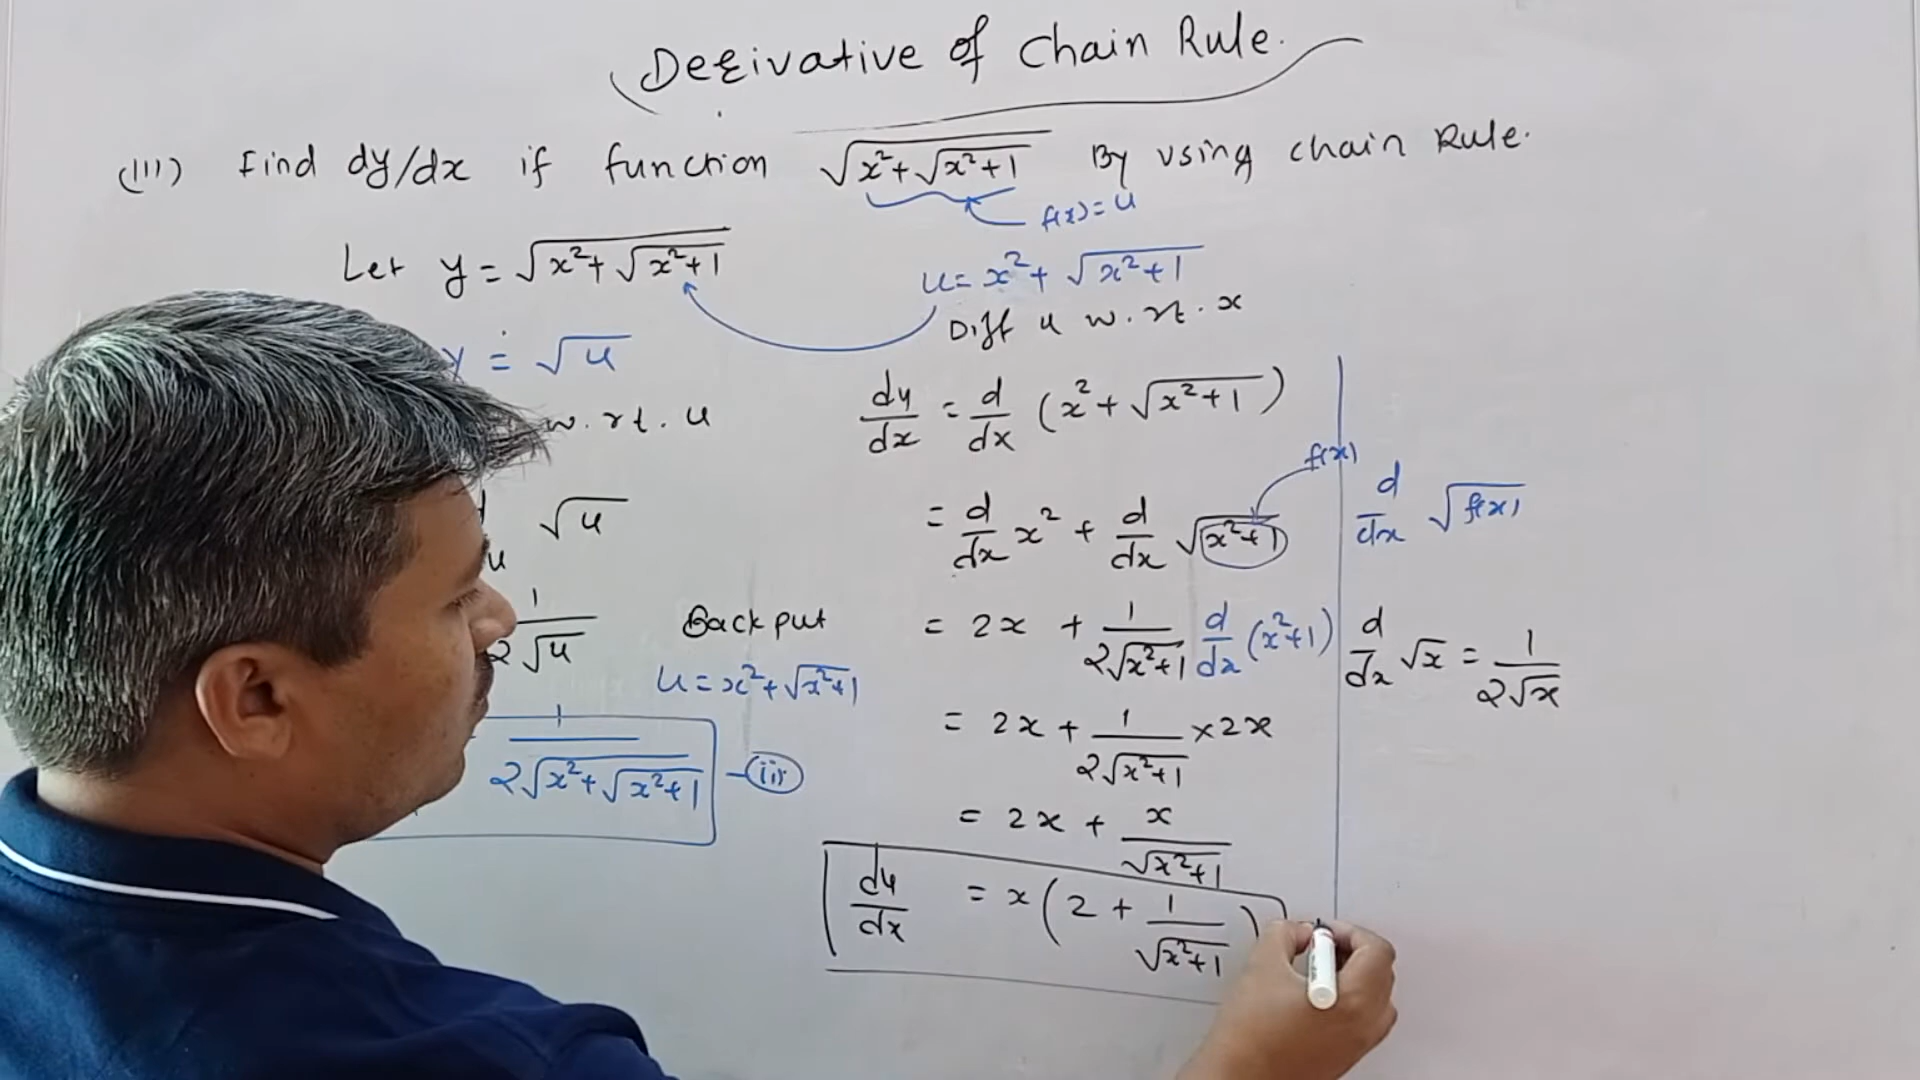 Derivative of Chain Rule.
(III) Find dy/dx if function √(x²+√(x²+1)) By using chain Rule.
f(x)=u
Let y = √(x²+√(x²+1))
y = √u
w.r.t. u
√u
u
1/(2√u)
Back put
u = x²+√(x²+1)
1/(2√(x²+√(x²+1))) - (ii)
u = x²+ √(x²+1)
Diff u w.r.t. x
du/dx = d/dx (x²+ √(x²+1))
= d/dx x² + d/dx √(x²+1)
f(x)
= 2x + 1/(2√(x²+1)) d/dx (x²+1)
= 2x + 1/(2√(x²+1)) ×2x
= 2x + x/√(x²+1)
du/dx = x(2 + 1/√(x²+1))
d/dx √f(x)
d/dx √x = 1/(2√x)